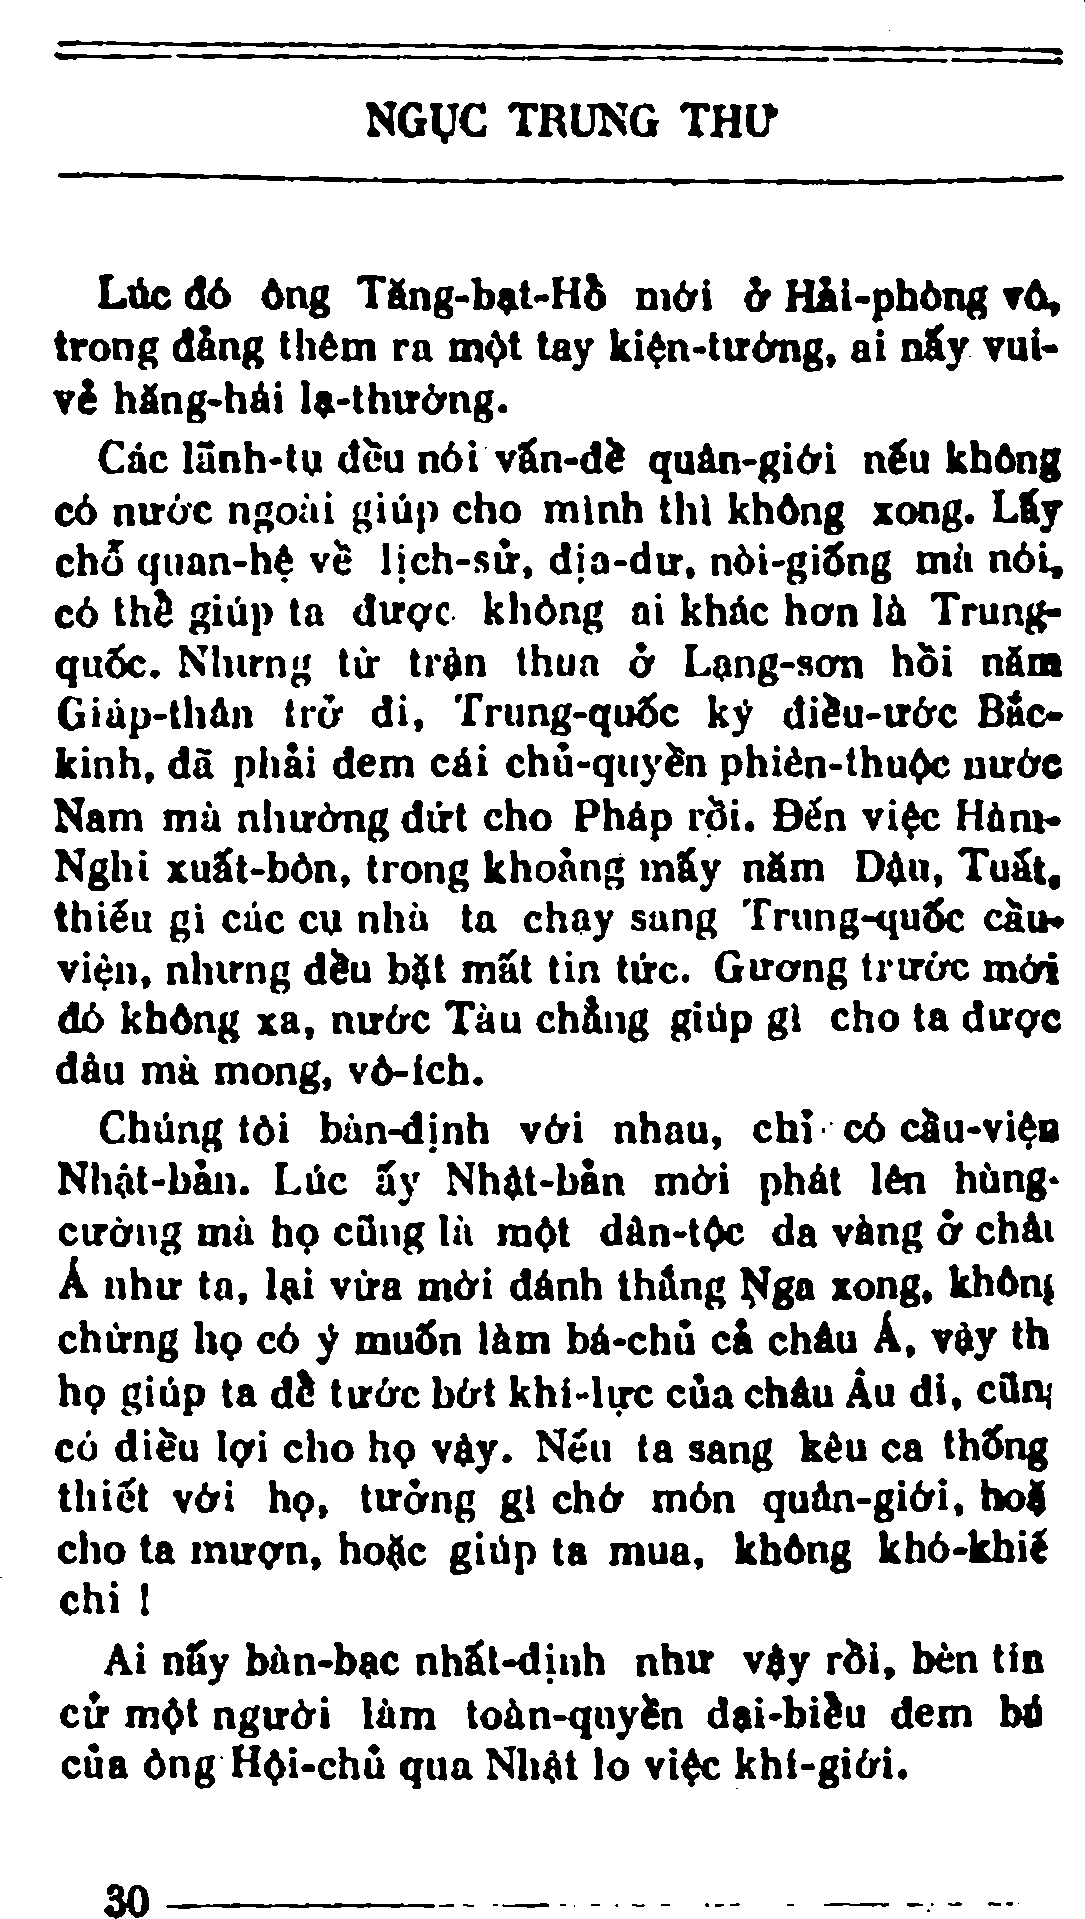 NGỤC TRUNG THƯ
Lúc đó ông Tăng-bạt-Hổ mới ở Hải-phòng vô,
trong đảng thêm ra một tay kiện-tướng, ai nấy vui-
vẻ hăng-hái lạ-thường.
Các lãnh-tụ đều nói vấn-đề quân-giới nếu không
có nước ngoài giúp cho mình thì không xong. Lấy
chỗ quan-hệ về lịch-sử, địa-dư, nòi-giống mà nói,
có thể giúp ta được không ai khác hơn là Trung-
quốc. Nhưng từ trận thua ở Lạng-sơn hồi năm
Giáp-thân trở đi, Trung-quốc ký điều-ước Bắc-
kinh, đã phải đem cái chủ-quyền phiên-thuộc nước
Nam mà nhường dứt cho Pháp rồi. Đến việc Hàm-
Nghi xuất-bôn, trong khoảng mấy năm Dậu, Tuất,
thiếu gì các cụ nhà ta chạy sang Trung-quốc cầu-
viện, nhưng đều bặt mất tin tức. Gương trước mới
đó không xa, nước Tàu chẳng giúp gì cho ta được
đâu mà mong, vô-ích.
Chúng tôi bàn-định với nhau, chỉ có cầu-viện
Nhật-bản. Lúc ấy Nhật-bản mời phát lên hùng-
cường mà họ cũng là một dân-tộc da vàng ở châu
Á như ta, lại vừa mời đánh thắng Nga xong, không
chừng họ có ý muốn làm bá-chủ cả châu Á, vậy th
họ giúp ta để tước bớt khí-lực của châu Âu đi, cũng
có điều lợi cho họ vậy. Nếu ta sang kêu ca thống
thiết với họ, tưởng gì chớ món quân-giới, hoặ
cho ta mượn, hoặc giúp ta mua, không khó-khiế
chi !
Ai nấy bàn-bạc nhất-định như vậy rồi, bèn tín
cử một người làm toàn-quyền đại-biểu đem
của ông Hội-chủ qua Nhật lo việc khí-giới.
30